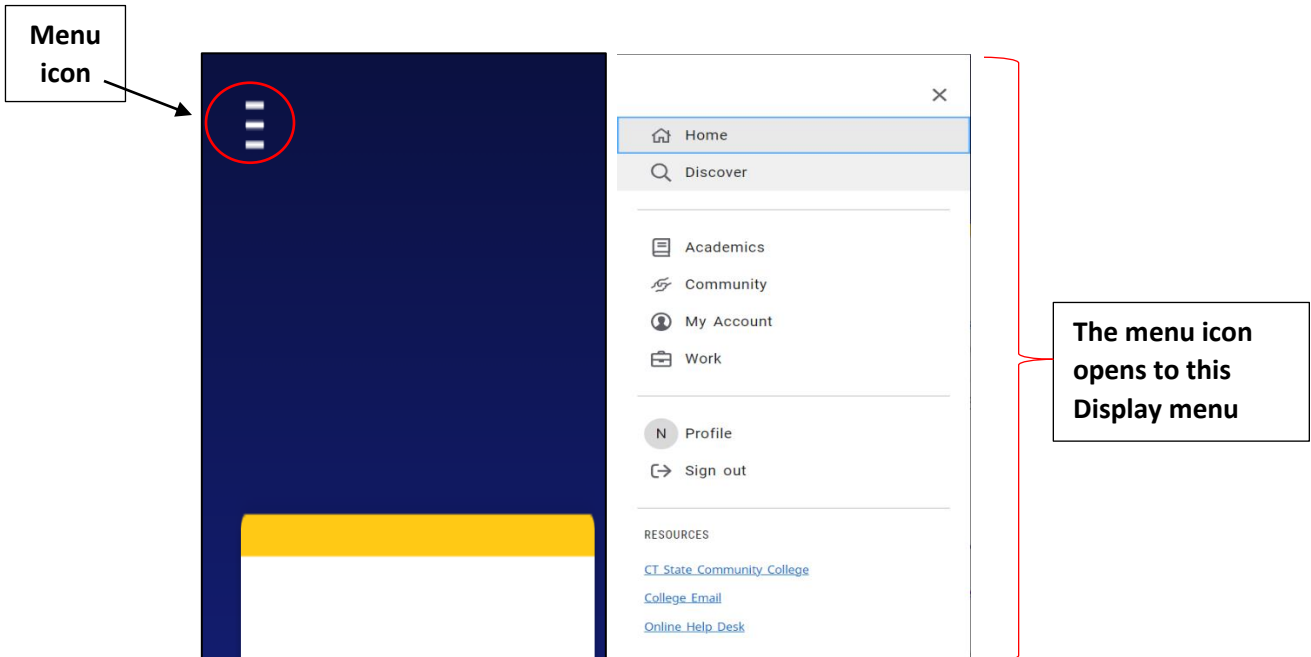 Menu
icon
Home
Discover
Academics
Community
My Account
Work
N Profile
Sign out
RESOURCES
CT State Community College
College Email
Online Help Desk
The menu icon
opens to this
Display menu